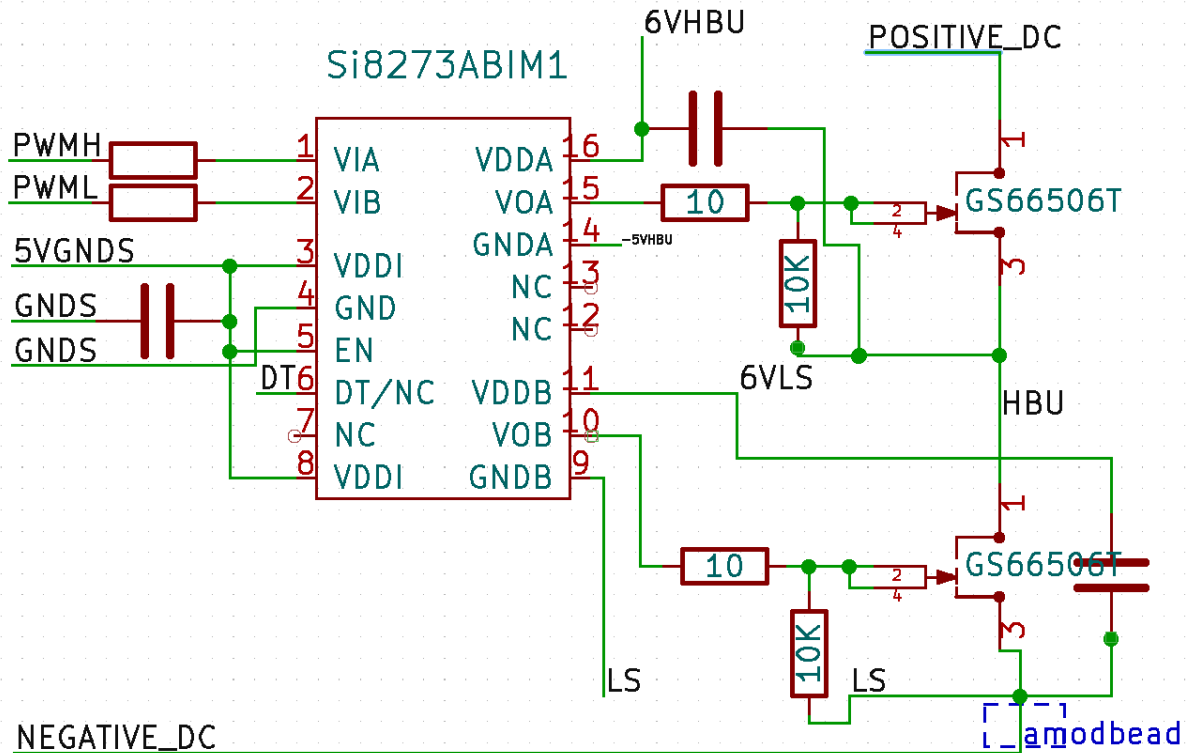 6VHBU
POSITIVE_DC
Si8273ABIM1
PWMH
1
VIA
VDDA
16
1
PWML
2
VIB
VOA
15
10
2
4
GS66506T
GNDA
14
-5VHBU
5VGNDS
3
VDDI
NC
13
10K
3
GNDS
4
GND
NC
12
GNDS
5
EN
6VLS
DT
6
DT/NC
VDDB
11
HBU
7
NC
VOB
10
8
VDDI
GNDB
9
1
10
2
4
GS66506T
10K
3
LS
LS
NEGATIVE_DC
amodbead